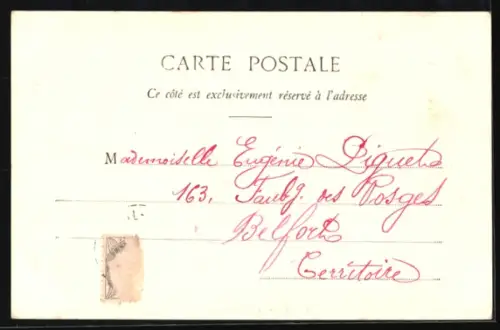 CARTE POSTALE
Ce côté est exclusivement réservé à l'adresse
Mademoiselle Eugénie Piquet
163, Faubg. des Vosges
Belfort
Territoire